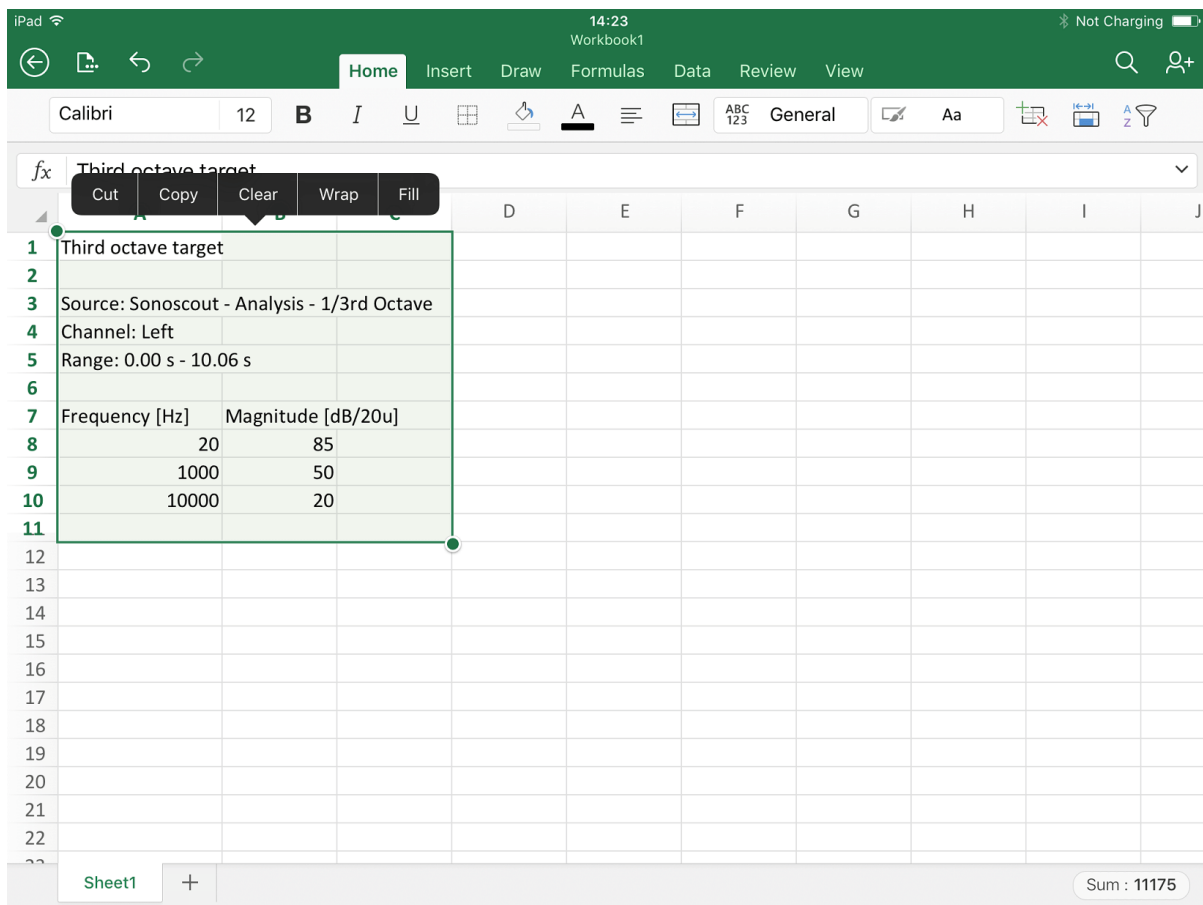 iPad 14:23 Not Charging
Workbook1
Home Insert Draw Formulas Data Review View
Calibri 12 B I U A ABC 123 General Aa A Z
fx Third octave target
Cut Copy Clear Wrap Fill
A B C D E F G H I J
1 Third octave target
2
3 Source: Sonoscout - Analysis - 1/3rd Octave
4 Channel: Left
5 Range: 0.00 s - 10.06 s
6
7 Frequency [Hz] Magnitude [dB/20u]
8 20 85
9 1000 50
10 10000 20
11
12
13
14
15
16
17
18
19
20
21
22
23
Sheet1 + Sum : 11175